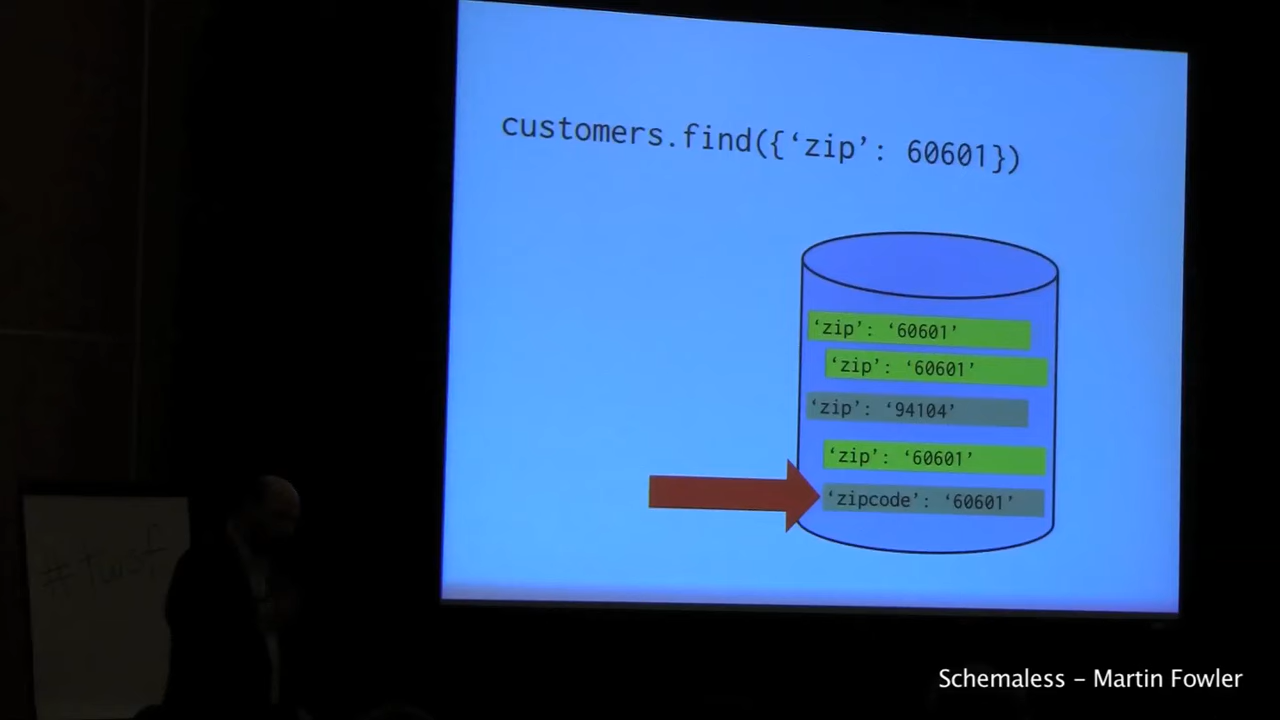 customers.find({‘zip’: 60601})
‘zip’: ‘60601’
‘zip’: ‘60601’
‘zip’: ‘94104’
‘zip’: ‘60601’
‘zipcode’: ‘60601’
Schemaless – Martin Fowler